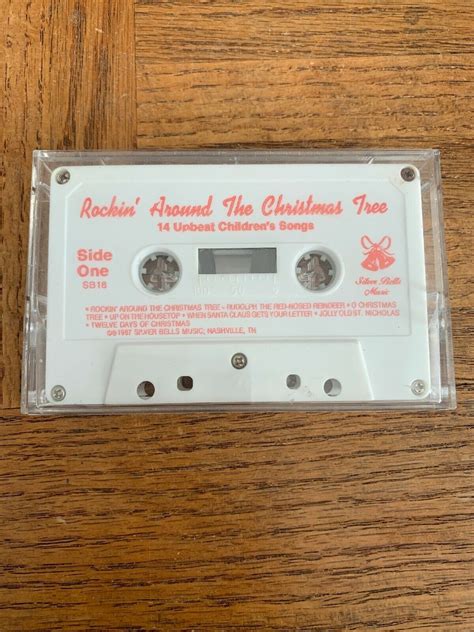 Rockin' Around The Christmas Tree
14 Upbeat Children's Songs
Side
One
SB18
Silver Bells
Music
• ROCKIN' AROUND THE CHRISTMAS TREE • RUDOLPH THE RED-NOSED REINDEER • O CHRISTMAS
TREE • UP ON THE HOUSETOP • WHEN SANTA CLAUS GETS YOUR LETTER • JOLLY OLD ST. NICHOLAS
• TWELVE DAYS OF CHRISTMAS
©℗ 1987 SILVER BELLS MUSIC, NASHVILLE, TN